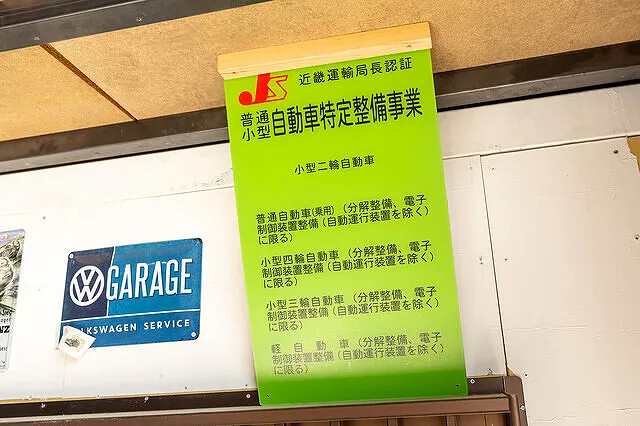 JS 近畿運輸局長認証
普通
小型 自動車特定整備事業
小型二輪自動車
普通自動車(乗用)(分解整備、電子
制御装置整備(自動運行装置を除く)
に限る)
小型四輪自動車(分解整備、電子
制御装置整備(自動運行装置を除く)
に限る)
小型三輪自動車(分解整備、電子
制御装置整備(自動運行装置を除く)
に限る)
軽自動車(分解整備、電子
制御装置整備(自動運行装置を除く)
に限る)
VW GARAGE
LKSWAGEN SERVICE